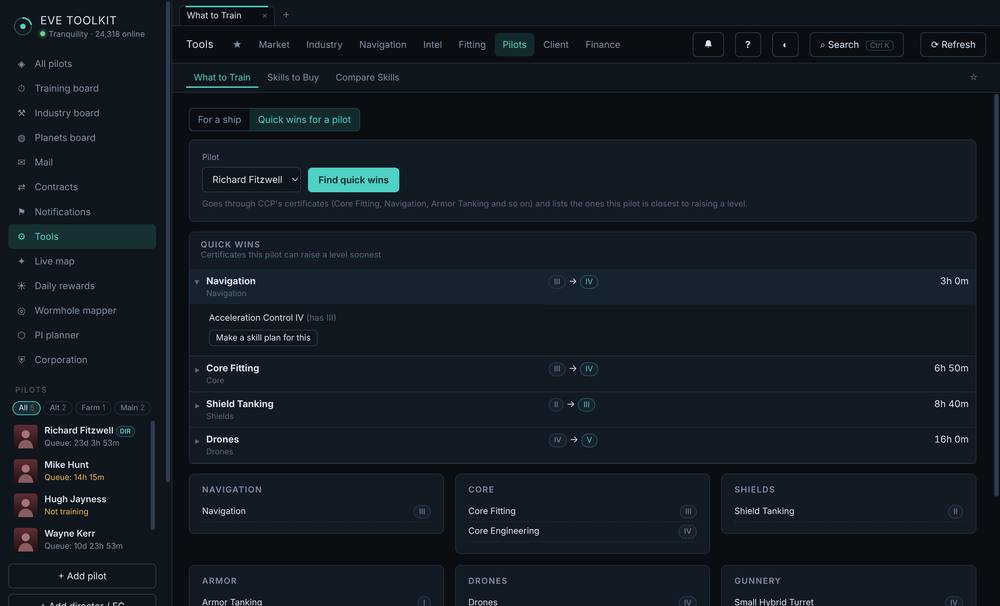 EVE TOOLKIT
Tranquility · 24,318 online
All pilots
Training board
Industry board
Planets board
Mail
Contracts
Notifications
Tools
Live map
Daily rewards
Wormhole mapper
PI planner
Corporation
PILOTS
All 5 Alt 2 Farm 1 Main 2
Richard Fitzwell DIR
Queue: 23d 3h 53m
Mike Hunt
Queue: 14h 15m
Hugh Jayness
Not training
Wayne Kerr
Queue: 10d 23h 53m
+ Add pilot
+ Add director / FC
What to Train × +
Tools ★ Market Industry Navigation Intel Fitting Pilots Client Finance ? Search Ctrl K Refresh
What to Train Skills to Buy Compare Skills
For a ship Quick wins for a pilot
Pilot
Richard Fitzwell Find quick wins
Goes through CCP's certificates (Core Fitting, Navigation, Armor Tanking and so on) and lists the ones this pilot is closest to raising a level.
QUICK WINS
Certificates this pilot can raise a level soonest
Navigation III → IV 3h 0m
Navigation
Acceleration Control IV (has III)
Make a skill plan for this
Core Fitting III → IV 6h 50m
Core
Shield Tanking II → III 8h 40m
Shields
Drones IV → V 16h 0m
Drones
NAVIGATION
Navigation III
CORE
Core Fitting III
Core Engineering IV
SHIELDS
Shield Tanking II
ARMOR
Armor Tanking I
DRONES
Drones IV
GUNNERY
Small Hybrid Turret IV